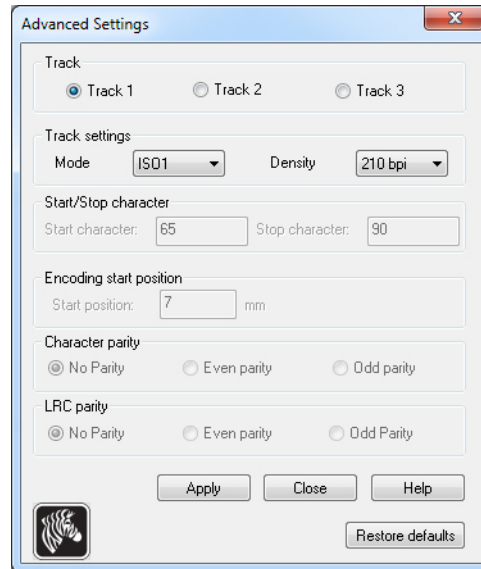 Advanced Settings
Track
Track 1 Track 2 Track 3
Track settings
Mode ISO1 Density 210 bpi
Start/Stop character
Start character: 65 Stop character: 90
Encoding start position
Start position: 7 mm
Character parity
No Parity Even parity Odd parity
LRC parity
No Parity Even parity Odd Parity
Apply Close Help
Restore defaults